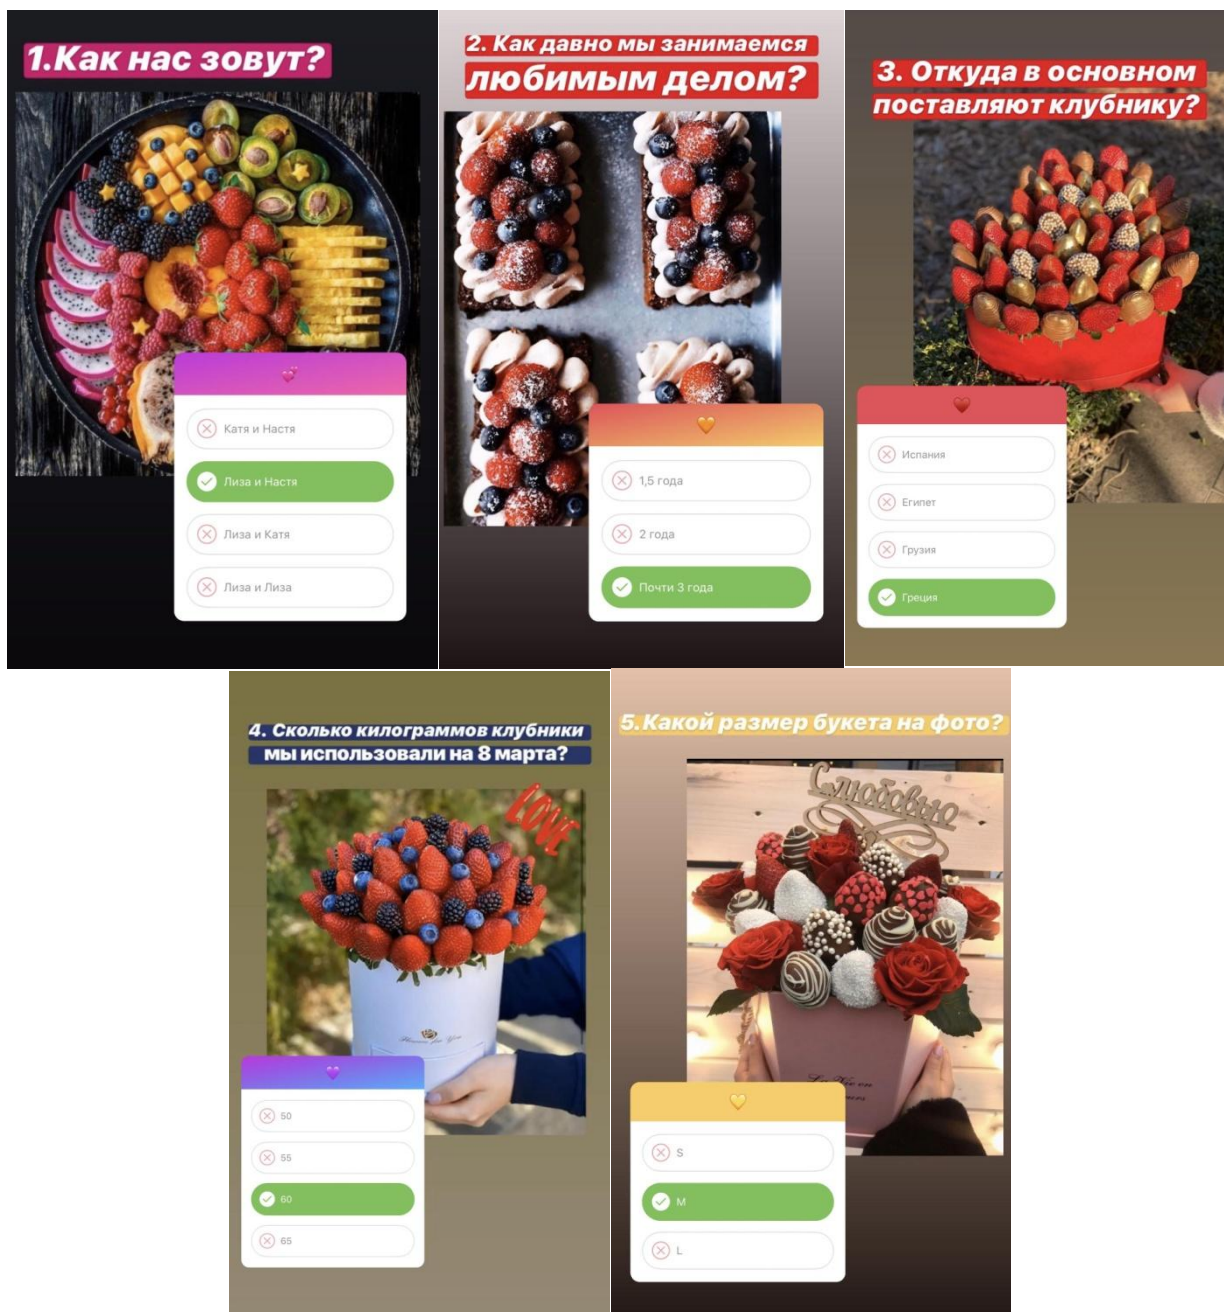 1.Как нас зовут?
Катя и Настя
Лиза и Настя
Лиза и Катя
Лиза и Лиза
2. Как давно мы занимаемся
любимым делом?
1,5 года
2 года
Почти 3 года
3. Откуда в основном
поставляют клубнику?
Испания
Египет
Грузия
Греция
4. Сколько килограммов клубники
мы использовали на 8 марта?
LOVE
Flowers for You
50
55
60
65
5.Какой размер букета на фото?
С любовью
S
M
L